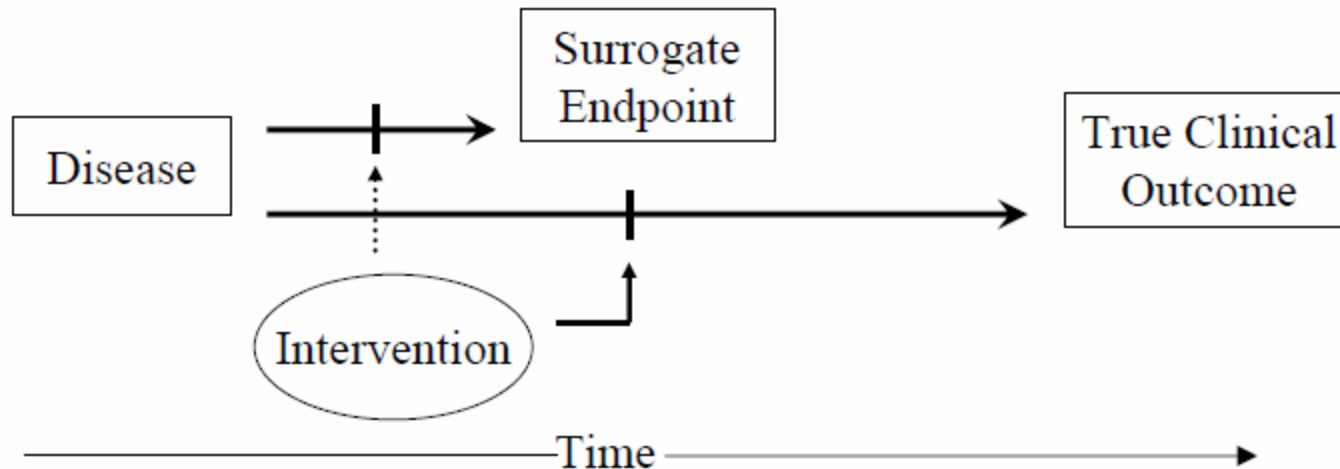 Surrogate
Endpoint
Disease
True Clinical
Outcome
Intervention
Time